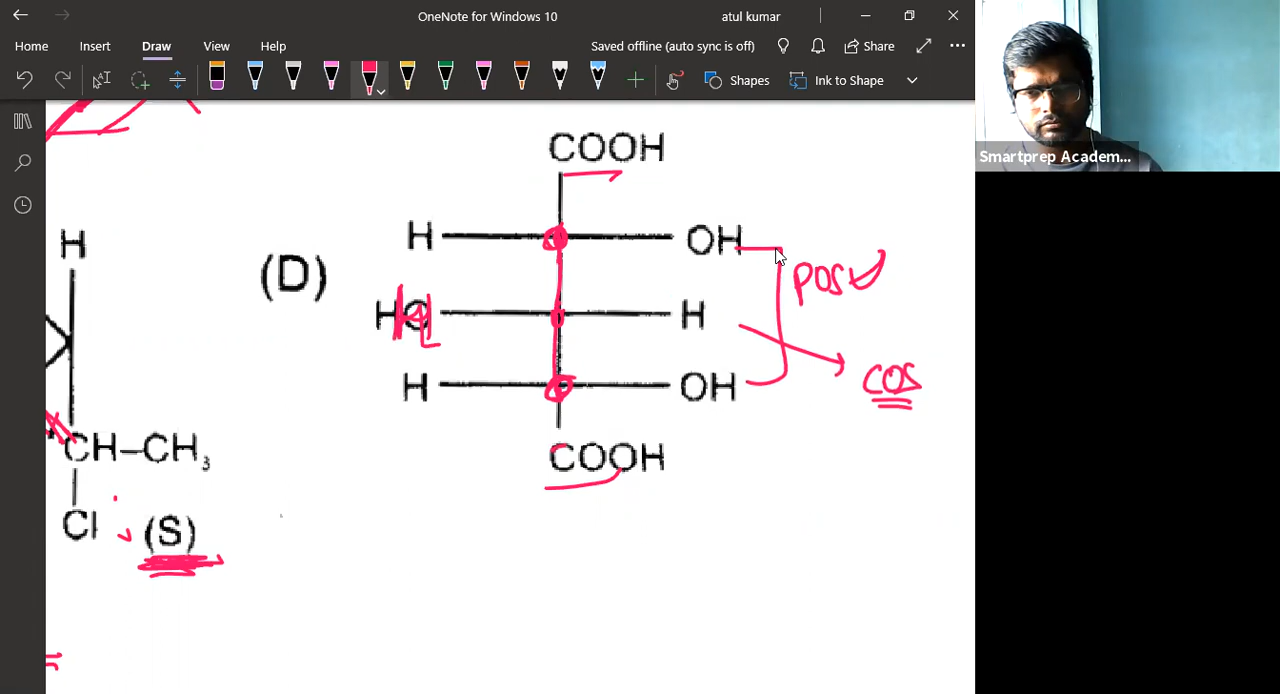 OneNote for Windows 10
atul kumar
Home Insert Draw View Help
Saved offline (auto sync is off)
Share
Shapes
Ink to Shape
Smartprep Academ...
COOH
H OH
H
(D)
POS
HO H
H OH
COS
CH–CH₃
COOH
Cl
(S)